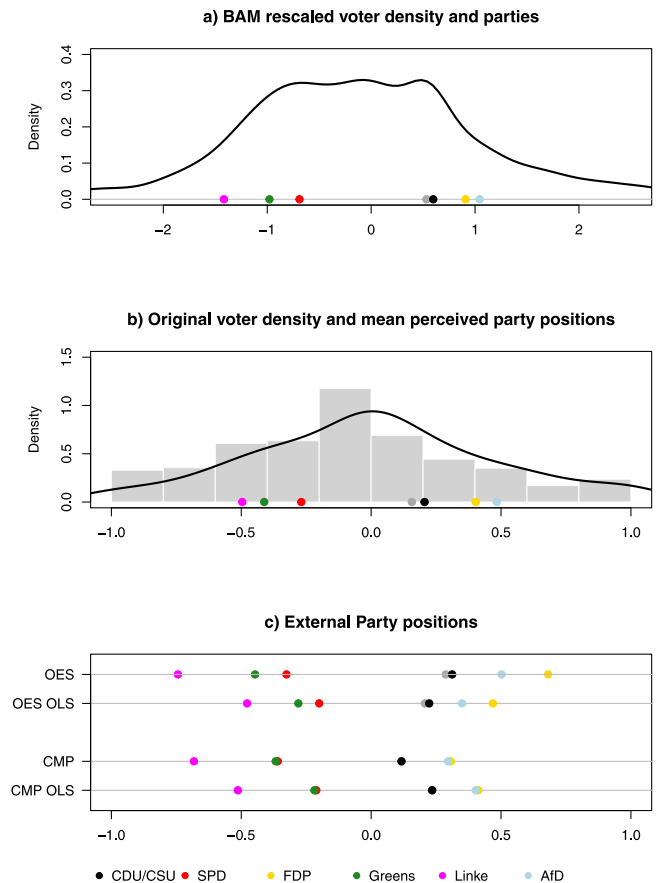 a) BAM rescaled voter density and parties
Density
0.0 0.1 0.2 0.3 0.4
−2 −1 0 1 2
b) Original voter density and mean perceived party positions
Density
0.0 0.5 1.0 1.5
−1.0 −0.5 0.0 0.5 1.0
c) External Party positions
OES
OES OLS
CMP
CMP OLS
−1.0 −0.5 0.0 0.5 1.0
CDU/CSU SPD FDP Greens Linke AfD